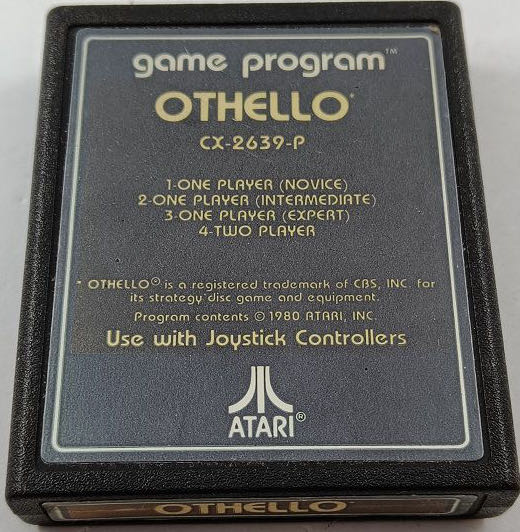 game program™
OTHELLO*
CX-2639-P
1-ONE PLAYER (NOVICE)
2-ONE PLAYER (INTERMEDIATE)
3-ONE PLAYER (EXPERT)
4-TWO PLAYER
* OTHELLO® is a registered trademark of CBS, INC. for
its strategy disc game and equipment.
Program contents © 1980 ATARI, INC.
Use with Joystick Controllers
ATARI®
OTHELLO